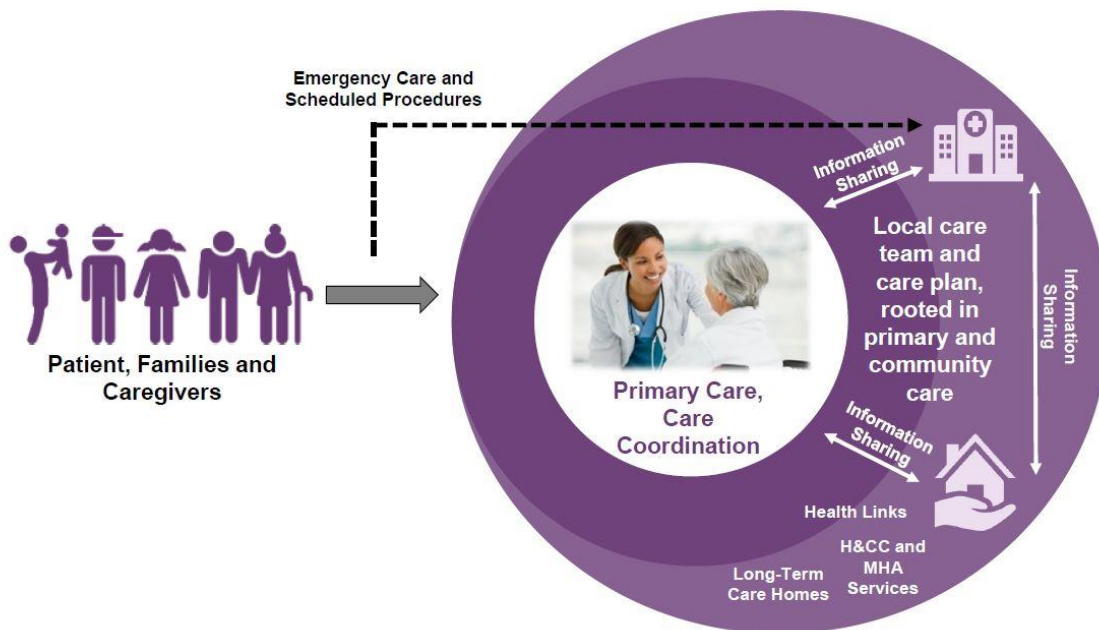 Emergency Care and
Scheduled Procedures
Patient, Families and
Caregivers
Primary Care,
Care
Coordination
Information
Sharing
Local care
team and
care plan,
rooted in
primary and
community
care
Information
Sharing
Information
Sharing
Health Links
H&CC and
MHA
Services
Long-Term
Care Homes